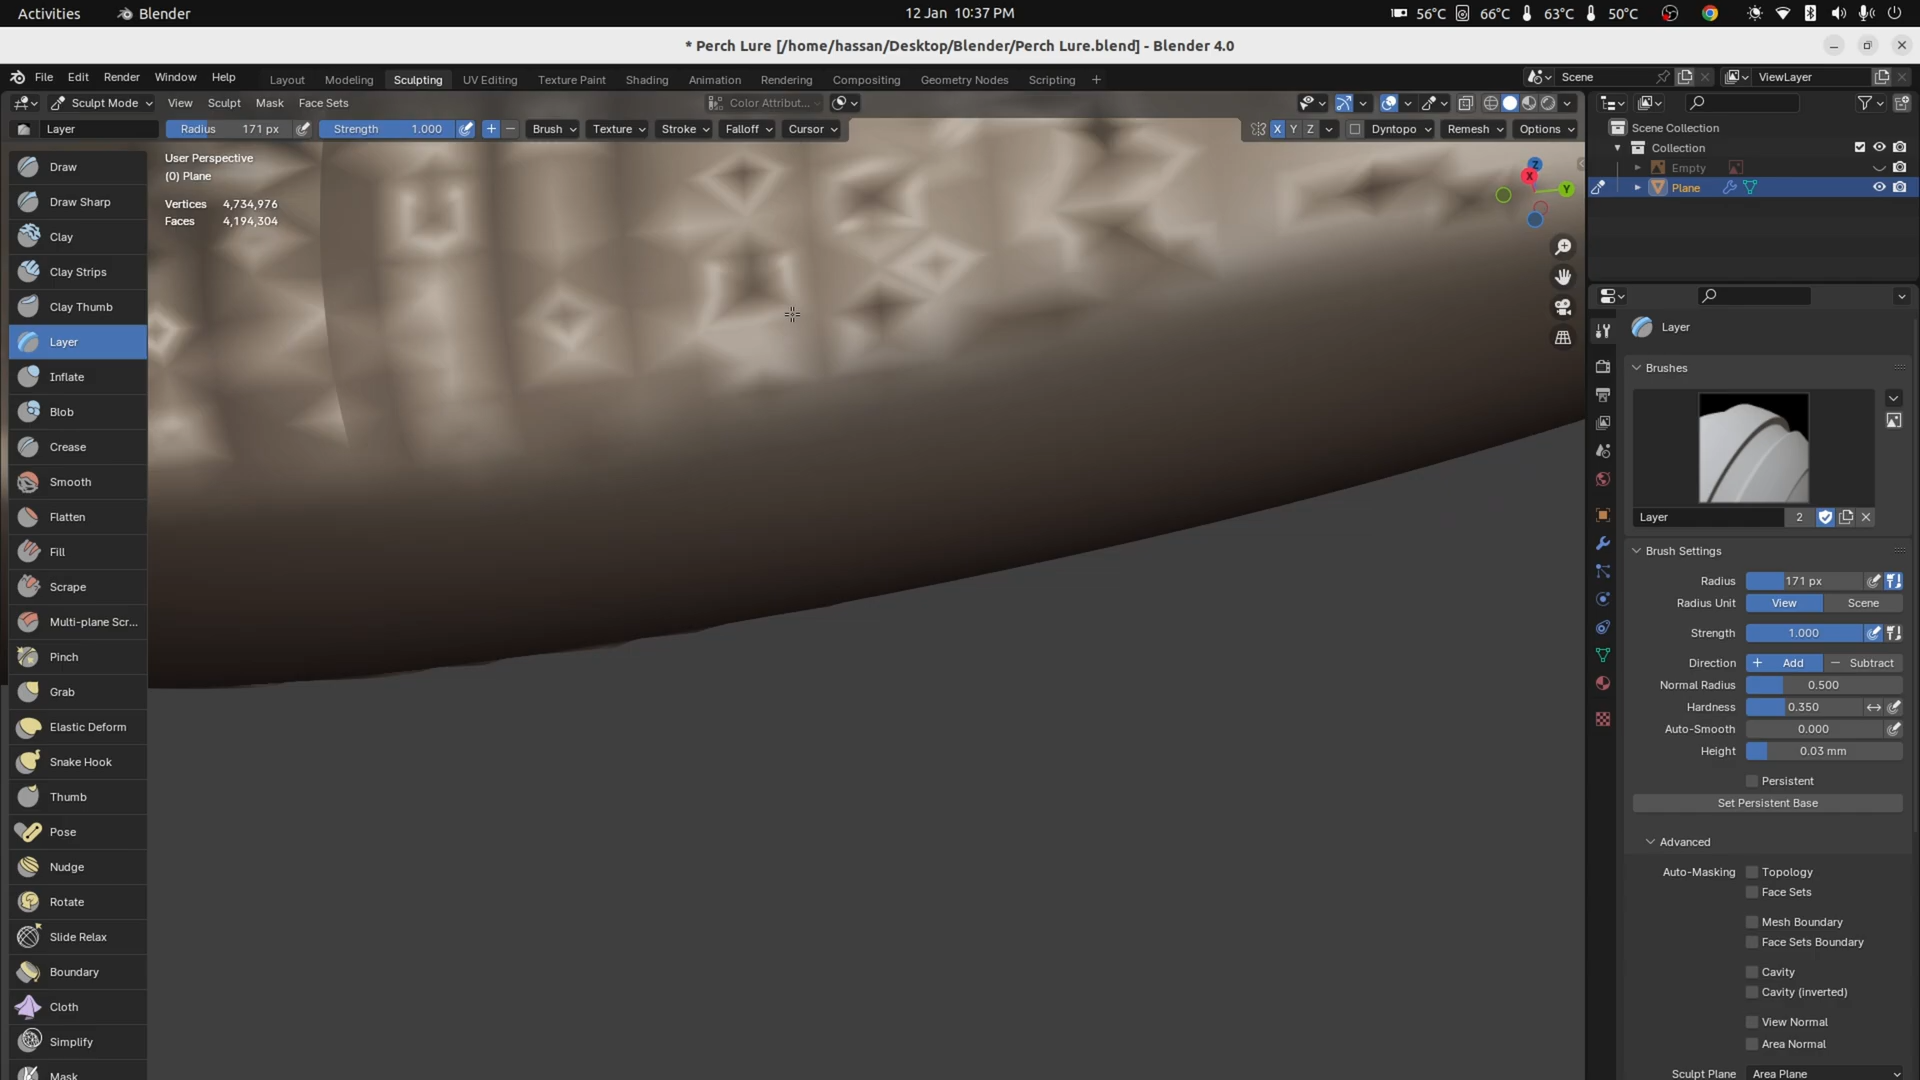 Activities Blender 12 Jan 10:37 PM 56°C 66°C 63°C 50°C
* Perch Lure [/home/hassan/Desktop/Blender/Perch Lure.blend] - Blender 4.0
File Edit Render Window Help Layout Modeling Sculpting UV Editing Texture Paint Shading Animation Rendering Compositing Geometry Nodes Scripting + Scene ViewLayer
Sculpt Mode View Sculpt Mask Face Sets Color Attribut...
Layer Radius 171 px Strength 1.000 Brush Texture Stroke Falloff Cursor X Y Z Dyntopo Remesh Options
Scene Collection
Collection
Empty
Plane
User Perspective
(0) Plane
Vertices 4,734,976
Faces 4,194,304
Z
X
Y
Draw
Draw Sharp
Clay
Clay Strips
Clay Thumb
Layer
Inflate
Blob
Crease
Smooth
Flatten
Fill
Scrape
Multi-plane Scr...
Pinch
Grab
Elastic Deform
Snake Hook
Thumb
Pose
Nudge
Rotate
Slide Relax
Boundary
Cloth
Simplify
Mask
Layer
Brushes
Layer 2
Brush Settings
Radius 171 px
Radius Unit View Scene
Strength 1.000
Direction + Add − Subtract
Normal Radius 0.500
Hardness 0.350
Auto-Smooth 0.000
Height 0.03 mm
Persistent
Set Persistent Base
Advanced
Auto-Masking Topology
Face Sets
Mesh Boundary
Face Sets Boundary
Cavity
Cavity (inverted)
View Normal
Area Normal
Sculpt Plane Area Plane